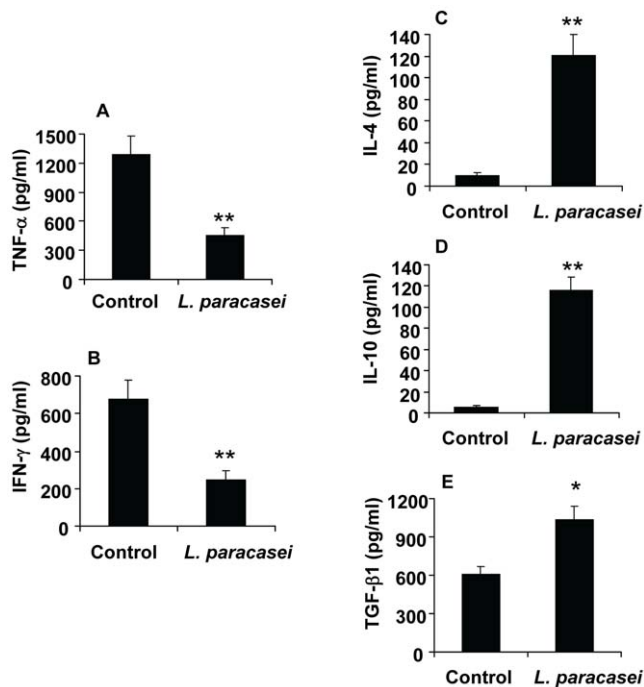 A
TNF-α (pg/ml)
1500
1200
900
600
300
0
**
Control L. paracasei
B
IFN-γ (pg/ml)
800
600
400
200
0
**
Control L. paracasei
C
IL-4 (pg/ml)
140
120
100
80
60
40
20
0
**
Control L. paracasei
D
IL-10 (pg/ml)
140
120
100
80
60
40
20
0
**
Control L. paracasei
E
TGF-β1 (pg/ml)
1200
900
600
300
0
*
Control L. paracasei